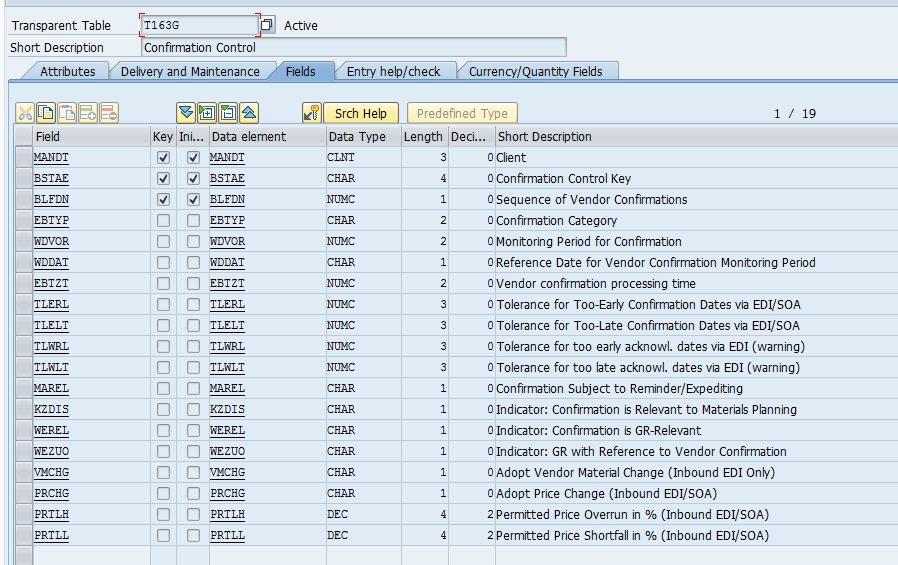 Transparent Table T163G Active
Short Description Confirmation Control
Attributes Delivery and Maintenance Fields Entry help/check Currency/Quantity Fields
Srch Help Predefined Type 1 / 19
Field Key Ini... Data element Data Type Length Deci... Short Description
MANDT MANDT CLNT 3 0 Client
BSTAE BSTAE CHAR 4 0 Confirmation Control Key
BLFDN BLFDN NUMC 1 0 Sequence of Vendor Confirmations
EBTYP EBTYP CHAR 2 0 Confirmation Category
WDVOR WDVOR NUMC 2 0 Monitoring Period for Confirmation
WDDAT WDDAT CHAR 1 0 Reference Date for Vendor Confirmation Monitoring Period
EBTZT EBTZT NUMC 2 0 Vendor confirmation processing time
TLERL TLERL NUMC 3 0 Tolerance for Too-Early Confirmation Dates via EDI/SOA
TLELT TLELT NUMC 3 0 Tolerance for Too-Late Confirmation Dates via EDI/SOA
TLWRL TLWRL NUMC 3 0 Tolerance for too early acknowl. dates via EDI (warning)
TLWLT TLWLT NUMC 3 0 Tolerance for too late acknowl. dates via EDI (warning)
MAREL MAREL CHAR 1 0 Confirmation Subject to Reminder/Expediting
KZDIS KZDIS CHAR 1 0 Indicator: Confirmation is Relevant to Materials Planning
WEREL WEREL CHAR 1 0 Indicator: Confirmation is GR-Relevant
WEZUO WEZUO CHAR 1 0 Indicator: GR with Reference to Vendor Confirmation
VMCHG VMCHG CHAR 1 0 Adopt Vendor Material Change (Inbound EDI Only)
PRCHG PRCHG CHAR 1 0 Adopt Price Change (Inbound EDI/SOA)
PRTLH PRTLH DEC 4 2 Permitted Price Overrun in % (Inbound EDI/SOA)
PRTLL PRTLL DEC 4 2 Permitted Price Shortfall in % (Inbound EDI/SOA)